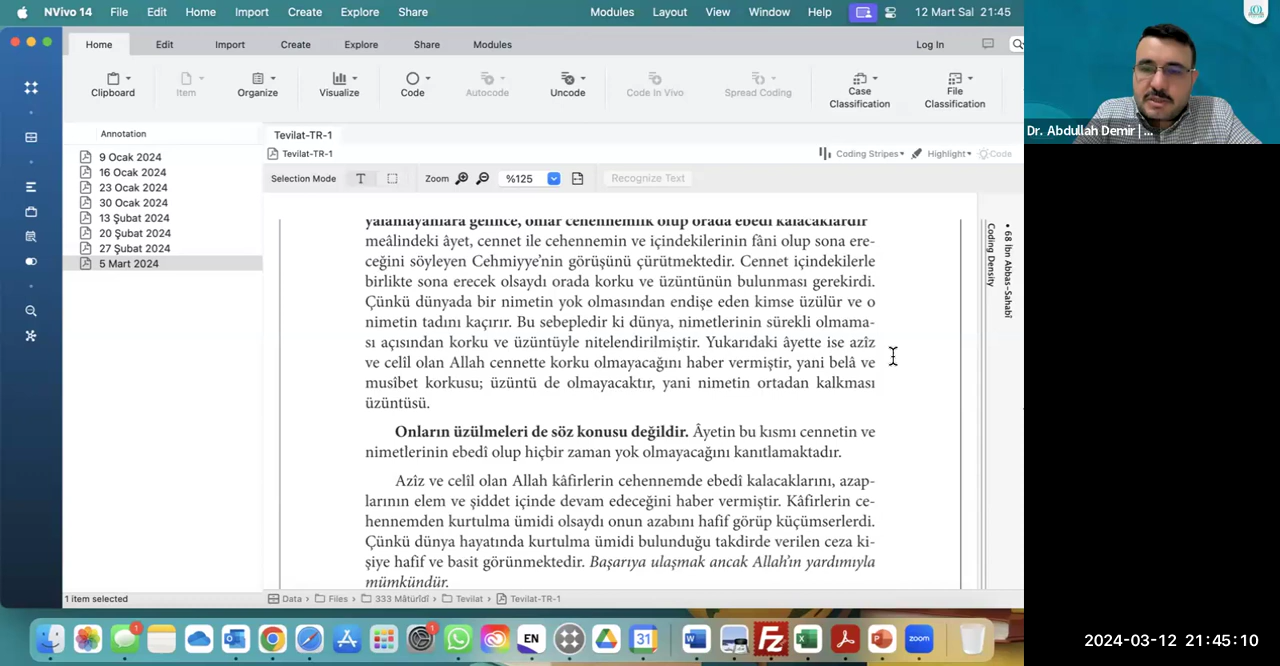 NVivo 14 File Edit Home Import Create Explore Share Modules Layout View Window Help 12 Mart Sal 21:45
Home Edit Import Create Explore Share Modules Log In
Clipboard Item Organize Visualize Code Autocode Uncode Code In Vivo Spread Coding Case Classification File Classification
Annotation
9 Ocak 2024
16 Ocak 2024
23 Ocak 2024
30 Ocak 2024
13 Şubat 2024
20 Şubat 2024
27 Şubat 2024
5 Mart 2024
1 item selected
Tevilat-TR-1
Tevilat-TR-1 Coding Stripes Highlight Code
Selection Mode T Zoom %125 Recognize Text
yalanlayanlara gelince, onlar cehennemlik olup orada ebedî kalacaklardır
meâlindeki âyet, cennet ile cehennemin ve içindekilerinin fâni olup sona ere-
ceğini söyleyen Cehmiyye'nin görüşünü çürütmektedir. Cennet içindekilerle
birlikte sona erecek olsaydı orada korku ve üzüntünün bulunması gerekirdi.
Çünkü dünyada bir nimetin yok olmasından endişe eden kimse üzülür ve o
nimetin tadını kaçırır. Bu sebepledir ki dünya, nimetlerinin sürekli olmama-
sı açısından korku ve üzüntüyle nitelendirilmiştir. Yukarıdaki âyette ise azîz
ve celîl olan Allah cennette korku olmayacağını haber vermiştir, yani belâ ve
musîbet korkusu; üzüntü de olmayacaktır, yani nimetin ortadan kalkması
üzüntüsü.
Onların üzülmeleri de söz konusu değildir. Âyetin bu kısmı cennetin ve
nimetlerinin ebedî olup hiçbir zaman yok olmayacağını kanıtlamaktadır.
Azîz ve celîl olan Allah kâfirlerin cehennemde ebedî kalacaklarını, azap-
larının elem ve şiddet içinde devam edeceğini haber vermiştir. Kâfirlerin ce-
hennemden kurtulma ümidi olsaydı onun azabını hafif görüp küçümserlerdi.
Çünkü dünya hayatında kurtulma ümidi bulunduğu takdirde verilen ceza ki-
şiye hafif ve basit görünmektedir. Başarıya ulaşmak ancak Allah'ın yardımıyla
mümkündür.
Coding Density
68 Ibn Abbas-Sahabî
Data > Files > 333 Mâtürîdî > Tevilat > Tevilat-TR-1
Dr. Abdullah Demir | ...
EN
31
zoom
2024-03-12 21:45:10